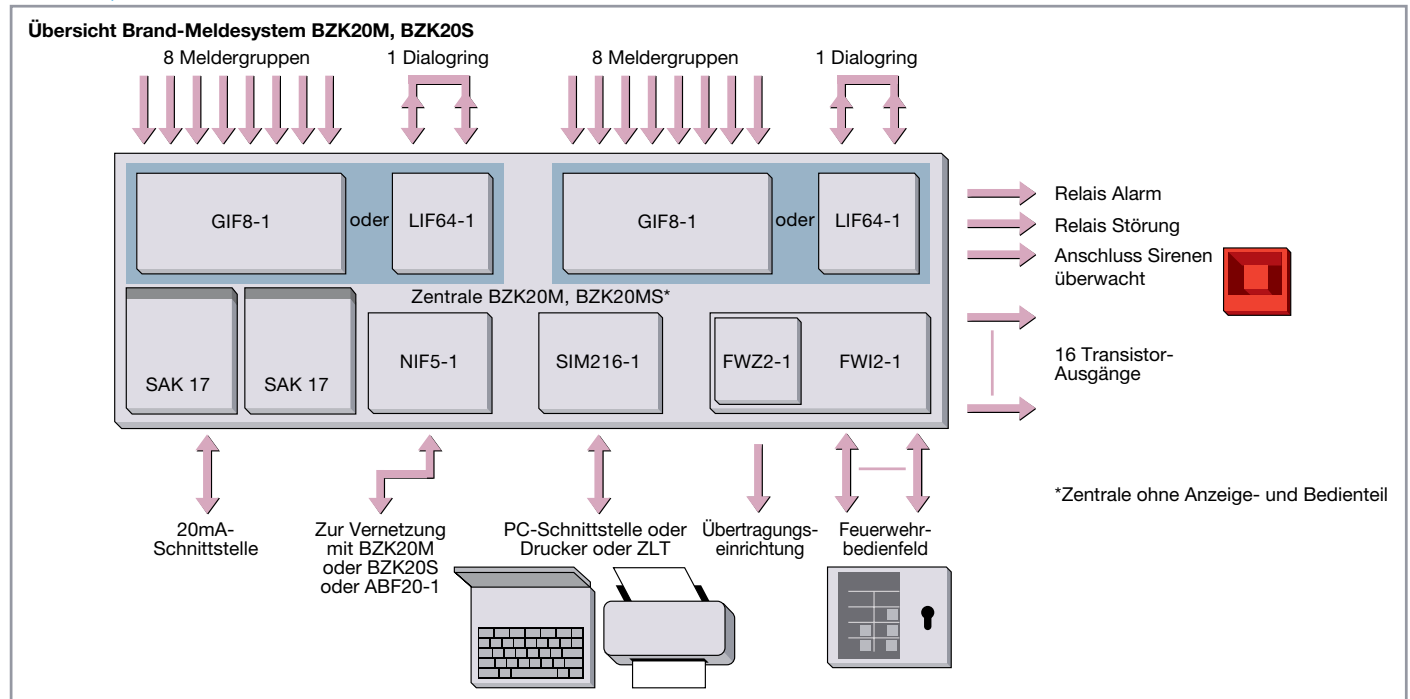 Übersicht Brand-Meldesystem BZK20M, BZK20S
8 Meldergruppen
1 Dialogring
8 Meldergruppen
1 Dialogring
GIF8-1
oder
LIF64-1
GIF8-1
oder
LIF64-1
Relais Alarm
Relais Störung
Anschluss Sirenen
überwacht
Zentrale BZK20M, BZK20MS*
SAK 17
SAK 17
NIF5-1
SIM216-1
FWZ2-1
FWI2-1
16 Transistor-
Ausgänge
*Zentrale ohne Anzeige- und Bedienteil
20mA-
Schnittstelle
Zur Vernetzung
mit BZK20M
oder BZK20S
oder ABF20-1
PC-Schnittstelle oder
Drucker oder ZLT
Übertragungs-
einrichtung
Feuerwehr-
bedienfeld